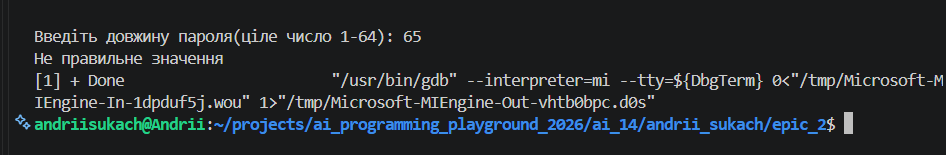 Введіть довжину пароля(ціле число 1-64): 65
Не правильне значення
[1] + Done                 "/usr/bin/gdb" --interpreter=mi --tty=${DbgTerm} 0<"/tmp/Microsoft-M
IEngine-In-1dpduf5j.wou" 1>"/tmp/Microsoft-MIEngine-Out-vhtb0bpc.d0s"
andriisukach@Andrii:~/projects/ai_programming_playground_2026/ai_14/andrii_sukach/epic_2$